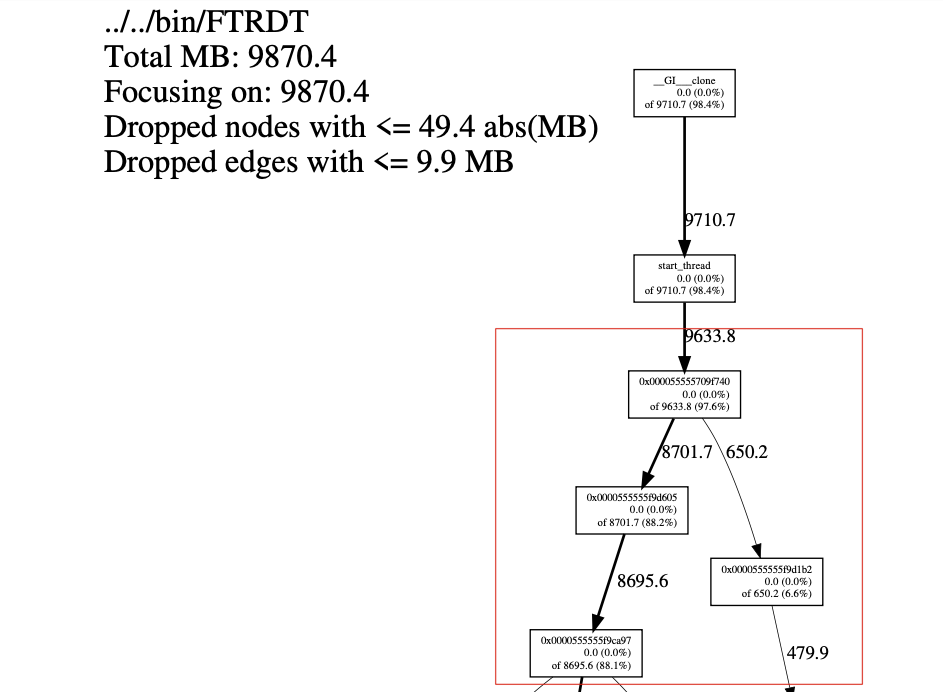 ../../bin/FTRDT
Total MB: 9870.4
Focusing on: 9870.4
Dropped nodes with <= 49.4 abs(MB)
Dropped edges with <= 9.9 MB
__GI___clone
0.0 (0.0%)
of 9710.7 (98.4%)
9710.7
start_thread
0.0 (0.0%)
of 9710.7 (98.4%)
9633.8
0x000055555709f740
0.0 (0.0%)
of 9633.8 (97.6%)
8701.7
650.2
0x0000555555f9d605
0.0 (0.0%)
of 8701.7 (88.2%)
8695.6
0x0000555555f9d1b2
0.0 (0.0%)
of 650.2 (6.6%)
0x0000555555f9ca97
0.0 (0.0%)
of 8695.6 (88.1%)
479.9